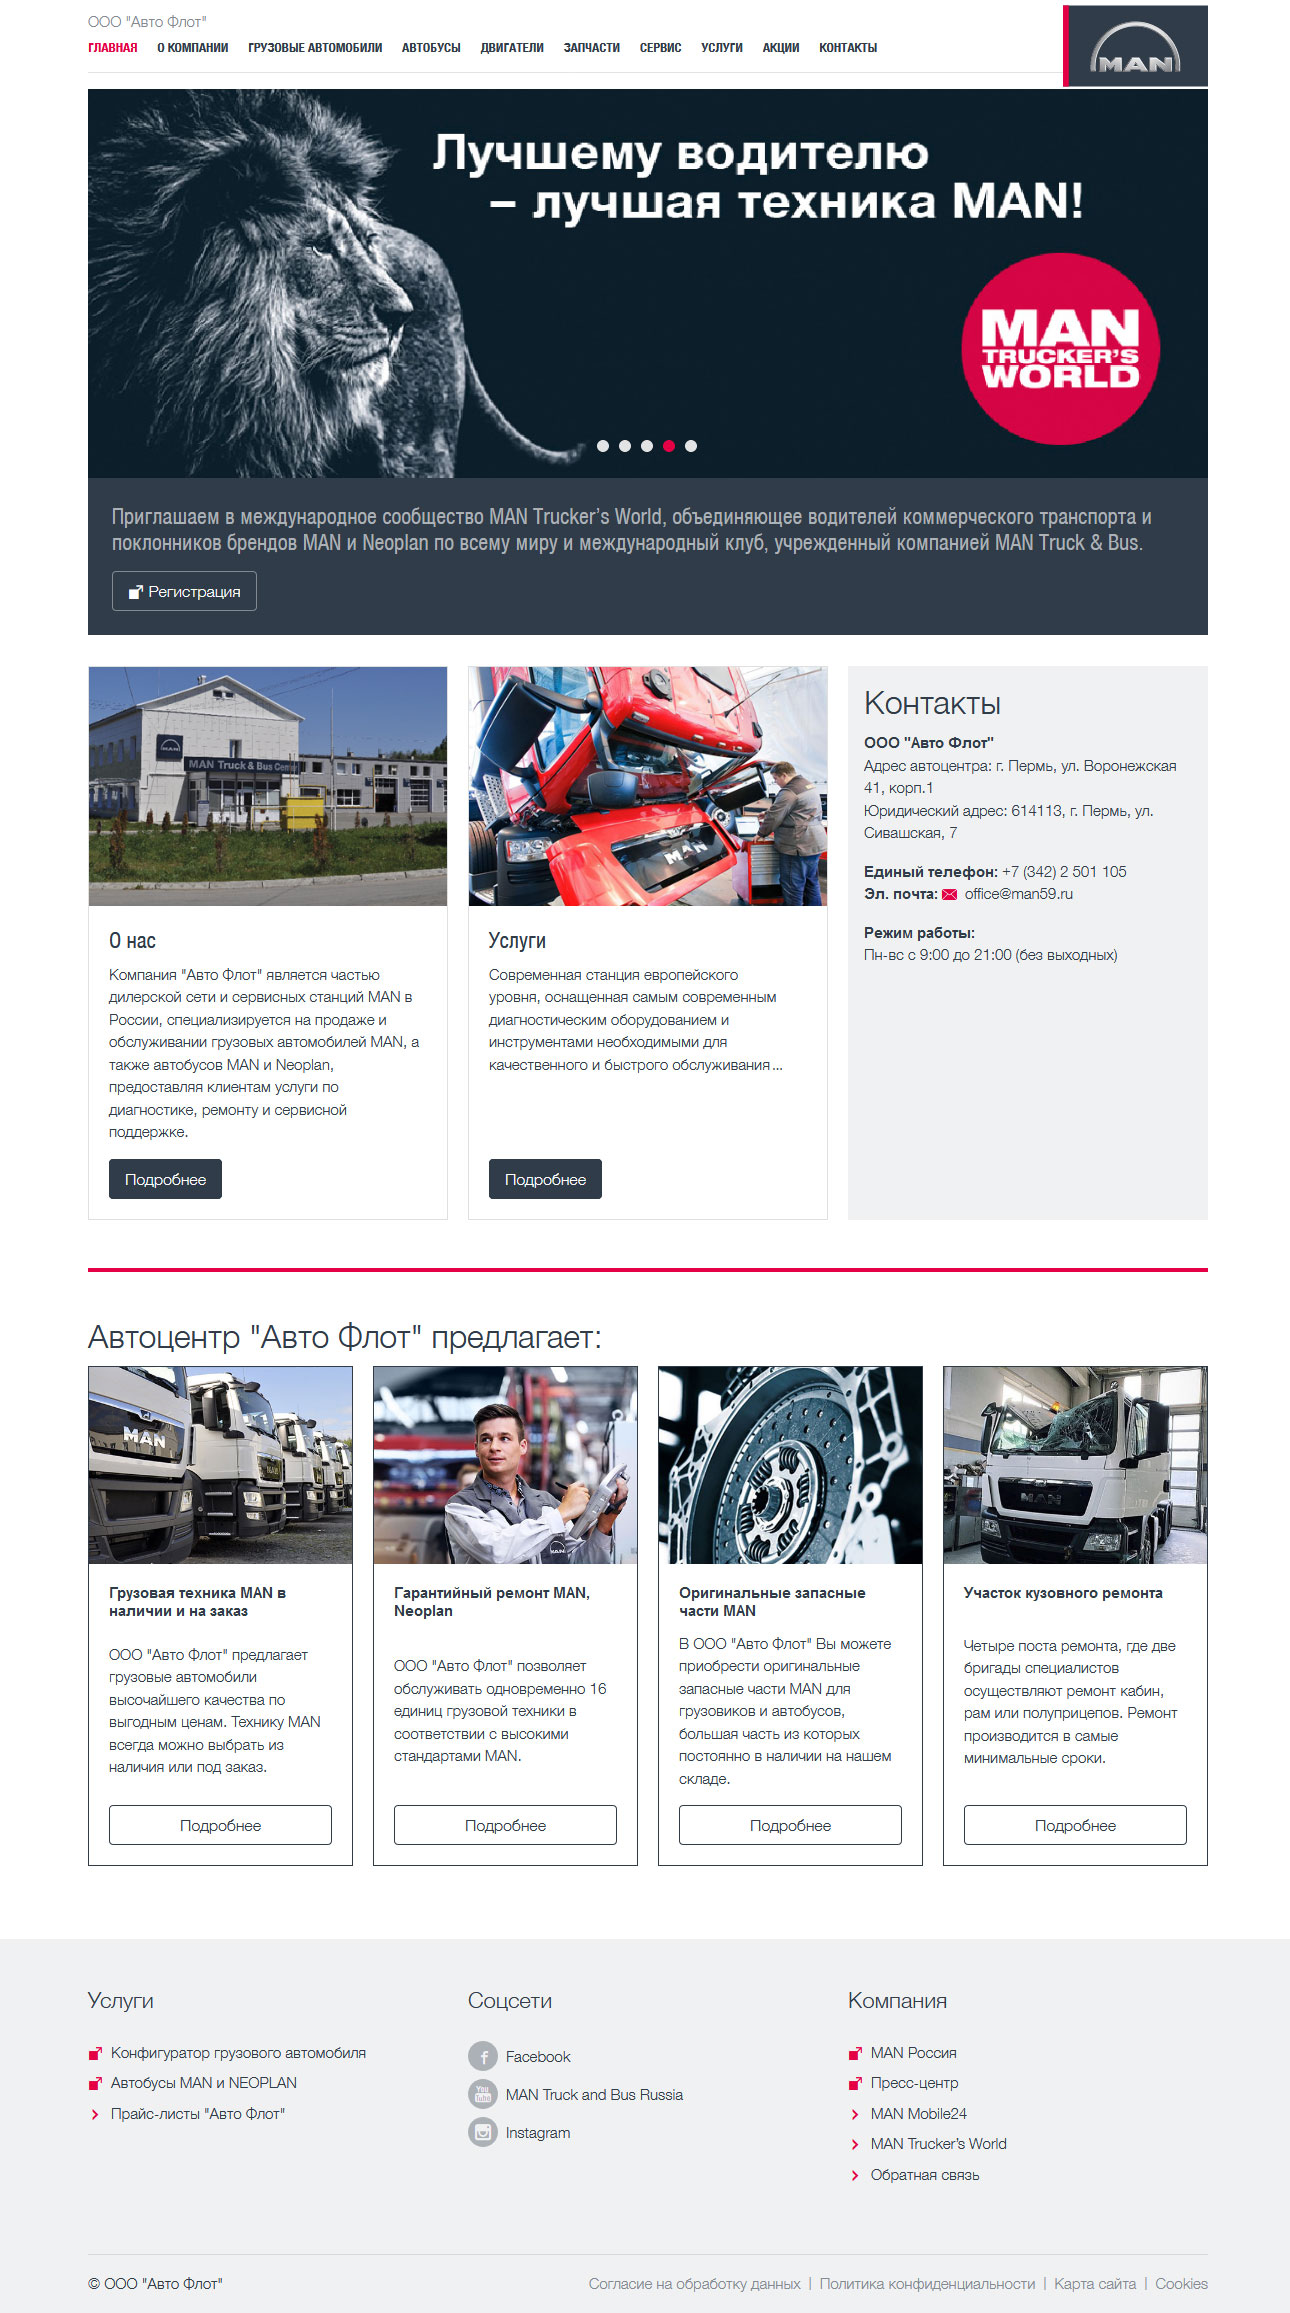 ООО "Авто Флот"
ГЛАВНАЯ О КОМПАНИИ ГРУЗОВЫЕ АВТОМОБИЛИ АВТОБУСЫ ДВИГАТЕЛИ ЗАПЧАСТИ СЕРВИС УСЛУГИ АКЦИИ КОНТАКТЫ
MAN
Лучшему водителю
– лучшая техника MAN!
MAN
TRUCKER'S
WORLD
Приглашаем в международное сообщество MAN Trucker's World, объединяющее водителей коммерческого транспорта и
поклонников брендов MAN и Neoplan по всему миру и международный клуб, учрежденный компанией MAN Truck & Bus.
Регистрация
MAN
MAN Truck & Bus Center
О нас
Компания "Авто Флот" является частью
дилерской сети и сервисных станций MAN в
России, специализируется на продаже и
обслуживании грузовых автомобилей MAN, а
также автобусов MAN и Neoplan,
предоставляя клиентам услуги по
диагностике, ремонту и сервисной
поддержке.
Подробнее
MAN
Услуги
Современная станция европейского
уровня, оснащенная самым современным
диагностическим оборудованием и
инструментами необходимыми для
качественного и быстрого обслуживания...
Подробнее
Контакты
ООО "Авто Флот"
Адрес автоцентра: г. Пермь, ул. Воронежская
41, корп.1
Юридический адрес: 614113, г. Пермь, ул.
Сивашская, 7
Единый телефон: +7 (342) 2 501 105
Эл. почта: office@man59.ru
Режим работы:
Пн-вс с 9:00 до 21:00 (без выходных)
Автоцентр "Авто Флот" предлагает:
MAN
Грузовая техника MAN в
наличии и на заказ
ООО "Авто Флот" предлагает
грузовые автомобили
высочайшего качества по
выгодным ценам. Технику MAN
всегда можно выбрать из
наличия или под заказ.
Подробнее
MAN
Гарантийный ремонт MAN,
Neoplan
ООО "Авто Флот" позволяет
обслуживать одновременно 16
единиц грузовой техники в
соответствии с высокими
стандартами MAN.
Подробнее
Оригинальные запасные
части MAN
В ООО "Авто Флот" Вы можете
приобрести оригинальные
запасные части MAN для
грузовиков и автобусов,
большая часть из которых
постоянно в наличии на нашем
складе.
Подробнее
MAN
Участок кузовного ремонта
Четыре поста ремонта, где две
бригады специалистов
осуществляют ремонт кабин,
рам или полуприцепов. Ремонт
производится в самые
минимальные сроки.
Подробнее
Услуги
Конфигуратор грузового автомобиля
Автобусы MAN и NEOPLAN
Прайс-листы "Авто Флот"
Соцсети
Facebook
You Tube MAN Truck and Bus Russia
Instagram
Компания
MAN Россия
Пресс-центр
MAN Mobile24
MAN Trucker's World
Обратная связь
© ООО "Авто Флот"
Согласие на обработку данных | Политика конфиденциальности | Карта сайта | Cookies